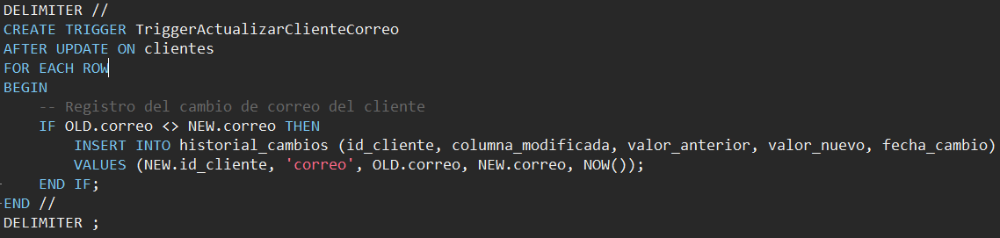 DELIMITER //
CREATE TRIGGER TriggerActualizarClienteCorreo
AFTER UPDATE ON clientes
FOR EACH ROW
BEGIN
    -- Registro del cambio de correo del cliente
    IF OLD.correo <> NEW.correo THEN
        INSERT INTO historial_cambios (id_cliente, columna_modificada, valor_anterior, valor_nuevo, fecha_cambio)
        VALUES (NEW.id_cliente, 'correo', OLD.correo, NEW.correo, NOW());
    END IF;
END //
DELIMITER ;